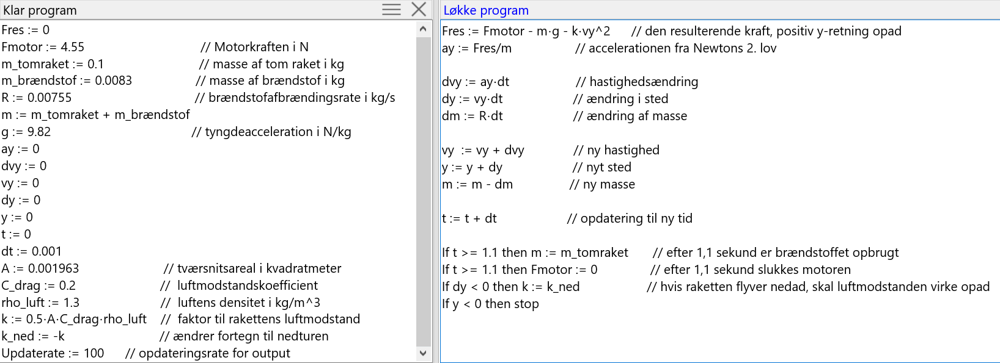 Klar program
Fres := 0
Fmotor := 4.55 // Motorkraften i N
m_tomraket := 0.1 // masse af tom raket i kg
m_brændstof := 0.0083 // masse af brændstof i kg
R := 0.00755 // brændstofafbrændingsrate i kg/s
m := m_tomraket + m_brændstof
g := 9.82 // tyngdeacceleration i N/kg
ay := 0
dvy := 0
vy := 0
dy := 0
y := 0
t := 0
dt := 0.001
A := 0.001963 // tværsnitsareal i kvadratmeter
C_drag := 0.2 // luftmodstandskoefficient
rho_luft := 1.3 // luftens densitet i kg/m^3
k := 0.5·A·C_drag·rho_luft // faktor til rakettens luftmodstand
k_ned := -k // ændrer fortegn til nedturen
Updaterate := 100 // opdateringsrate for output
Løkke program
Fres := Fmotor - m·g - k·vy^2 // den resulterende kraft, positiv y-retning opad
ay := Fres/m // accelerationen fra Newtons 2. lov
dvy := ay·dt // hastighedsændring
dy := vy·dt // ændring i sted
dm := R·dt // ændring af masse
vy := vy + dvy // ny hastighed
y := y + dy // nyt sted
m := m - dm // ny masse
t := t + dt // opdatering til ny tid
If t >= 1.1 then m := m_tomraket // efter 1,1 sekund er brændstoffet opbrugt
If t >= 1.1 then Fmotor := 0 // efter 1,1 sekund slukkes motoren
If dy < 0 then k := k_ned // hvis raketten flyver nedad, skal luftmodstanden virke opad
If y < 0 then stop